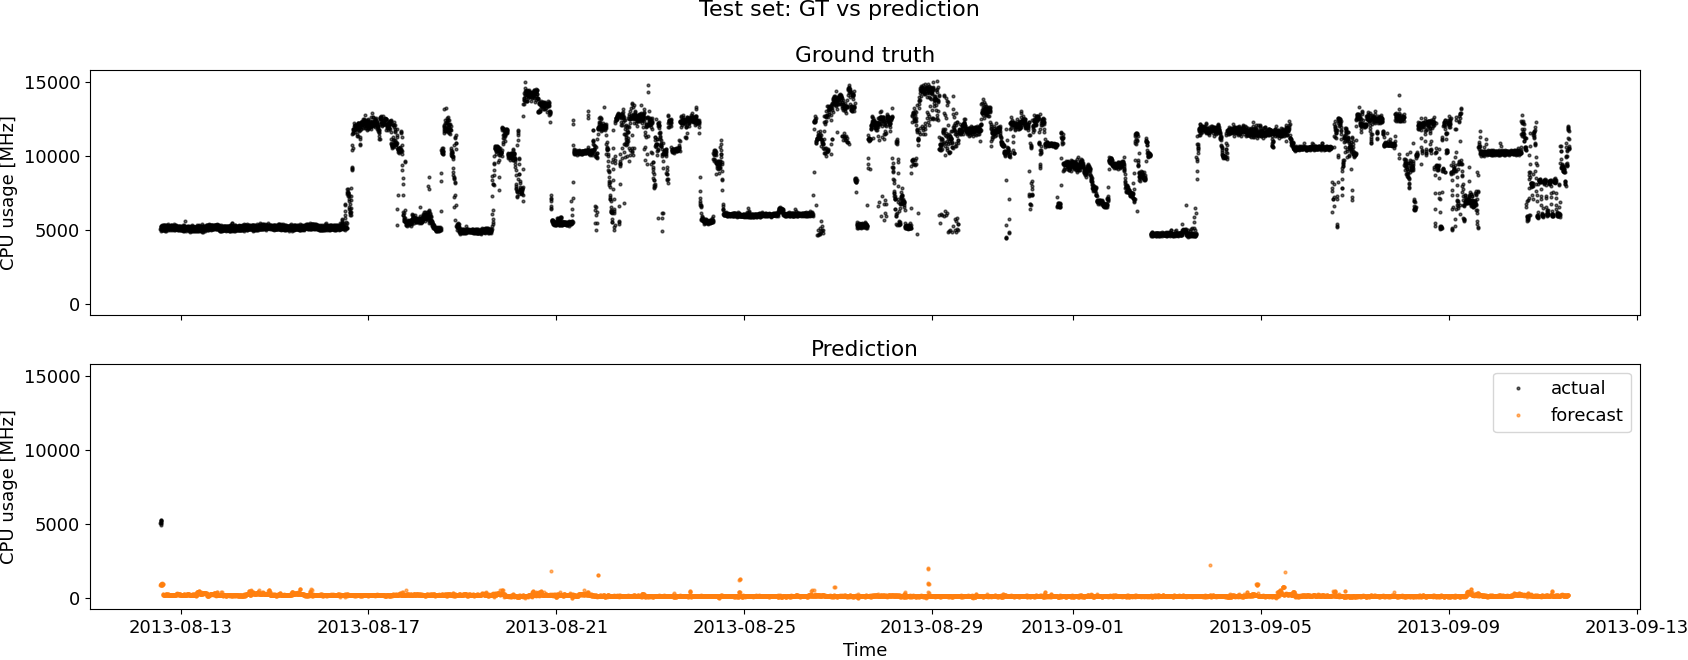 Test set: GT vs prediction
Ground truth
CPU usage [MHz]
15000
10000
5000
0
Prediction
CPU usage [MHz]
15000
10000
5000
0
actual
forecast
2013-08-13 2013-08-17 2013-08-21 2013-08-25 2013-08-29 2013-09-01 2013-09-05 2013-09-09 2013-09-13
Time